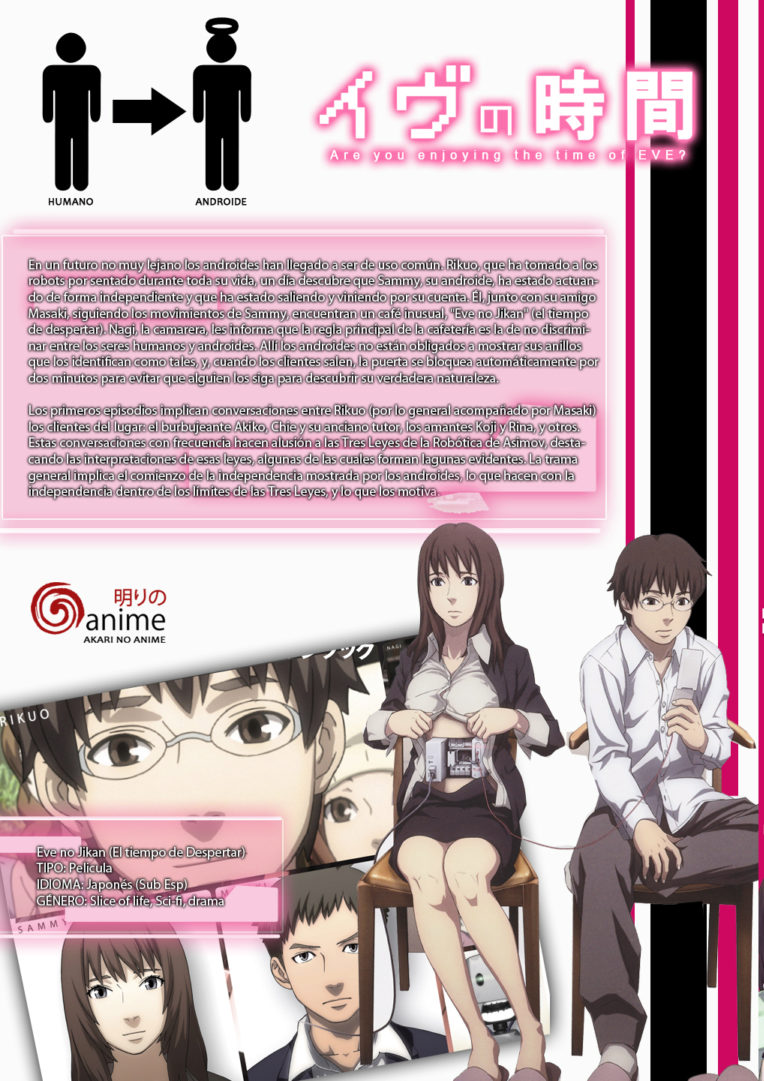 HUMANO
ANDROIDE
イヴの時間
Are you enjoying the time of EVE?
En un futuro no muy lejano los androides han llegado a ser de uso común. Rikuo, que ha tomado a los
robots por sentado durante toda su vida, un día descubre que Sammy, su androide, ha estado actuan-
do de forma independiente y que ha estado saliendo y viniendo por su cuenta. Él, junto con su amigo
Masaki, siguiendo los movimientos de Sammy, encuentran un café inusual, "Eve no Jikan" (el tiempo
de despertar). Nagi, la camarera, les informa que la regla principal de la cafetería es la de no discrimi-
nar entre los seres humanos y androides. Allí los androides no están obligados a mostrar sus anillos
que los identifican como tales, y, cuando los clientes salen, la puerta se bloquea automáticamente por
dos minutos para evitar que alguien los siga para descubrir su verdadera naturaleza.
Los primeros episodios implican conversaciones entre Rikuo (por lo general acompañado por Masaki)
los clientes del lugar: el burbujeante Akiko, Chie y su anciano tutor, los amantes Koji y Rina, y otros.
Estas conversaciones con frecuencia hacen alusión a las Tres Leyes de la Robótica de Asimov, desta-
cando las interpretaciones de esas leyes, algunas de las cuales forman lagunas evidentes. La trama
general implica el comienzo de la independencia mostrada por los androides, lo que hacen con la
independencia dentro de los límites de las Tres Leyes, y lo que los motiva.
明りの
anime
AKARI NO ANIME
NAGI
RIKUO
Eve no Jikan (El tiempo de Despertar)
TIPO: Película
IDIOMA: Japonés (Sub Esp)
GÉNERO: Slice of life, Sci-fi, drama
SAMMY